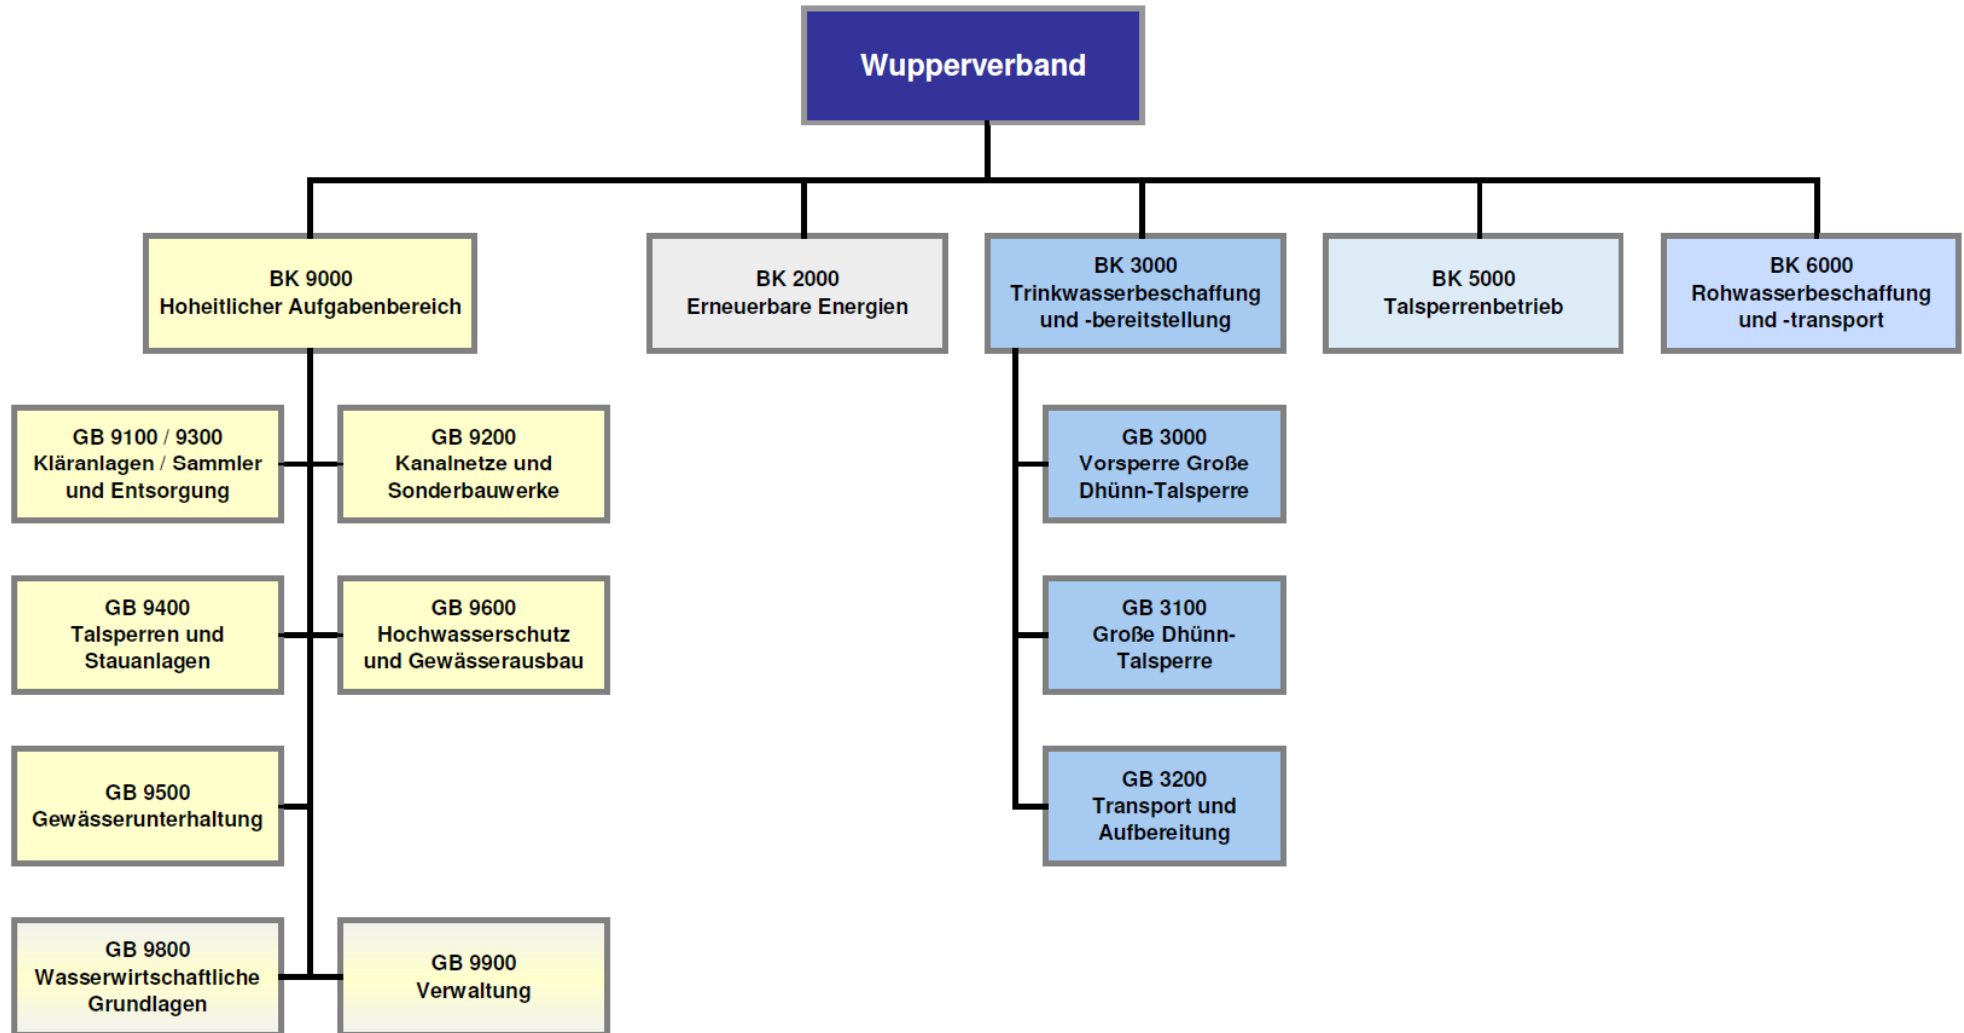 Wupperverband
BK 9000
Hoheitlicher Aufgabenbereich
BK 2000
Erneuerbare Energien
BK 3000
Trinkwasserbeschaffung
und -bereitstellung
BK 5000
Talsperrenbetrieb
BK 6000
Rohwasserbeschaffung
und -transport
GB 9100 / 9300
Kläranlagen / Sammler
und Entsorgung
GB 9200
Kanalnetze und
Sonderbauwerke
GB 3000
Vorsperre Große
Dhünn-Talsperre
GB 9400
Talsperren und
Stauanlagen
GB 9600
Hochwasserschutz
und Gewässerausbau
GB 3100
Große Dhünn-
Talsperre
GB 9500
Gewässerunterhaltung
GB 3200
Transport und
Aufbereitung
GB 9800
Wasserwirtschaftliche
Grundlagen
GB 9900
Verwaltung